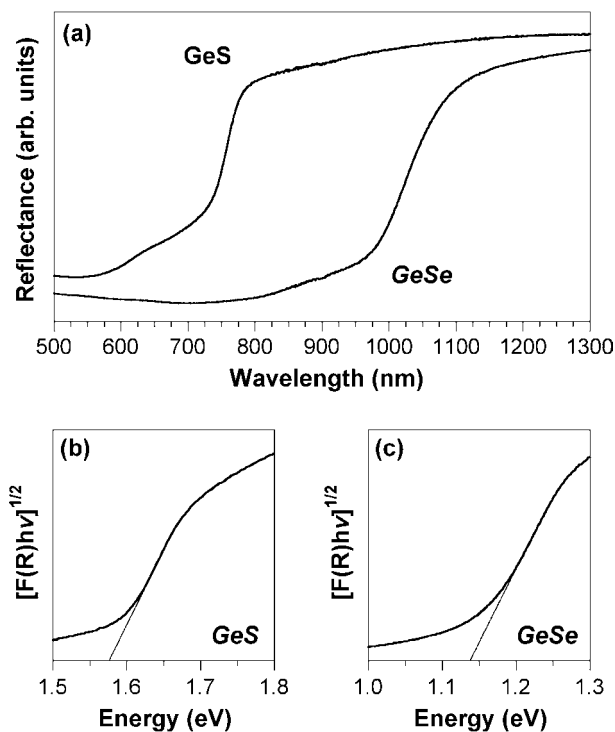 (a)
GeS
GeSe
Reflectance (arb. units)
500 600 700 800 900 1000 1100 1200 1300
Wavelength (nm)
(b)
[F(R)hν]^1/2
GeS
1.5 1.6 1.7 1.8
Energy (eV)
(c)
[F(R)hν]^1/2
GeSe
1.0 1.1 1.2 1.3
Energy (eV)